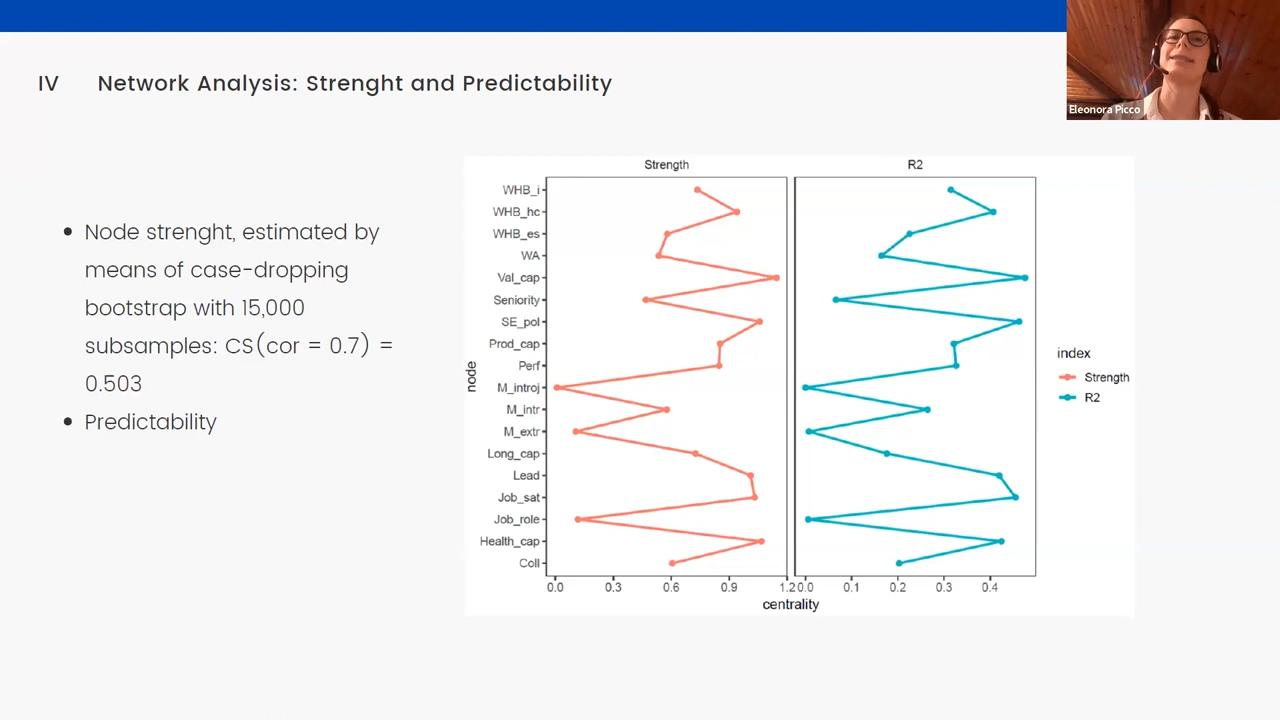 IV Network Analysis: Strenght and Predictability
Eleonora Picco
Node strenght, estimated by
means of case-dropping
bootstrap with 15,000
subsamples: CS(cor = 0.7) =
0.503
Predictability
Strength R2
WHB_i
WHB_hc
WHB_es
WA
Val_cap
Seniority
SE_pol
Prod_cap
Perf
M_introj
M_intr
M_extr
Long_cap
Lead
Job_sat
Job_role
Health_cap
Coll
node
0.0 0.3 0.6 0.9 1.2 0.0 0.1 0.2 0.3 0.4
centrality
index
Strength
R2